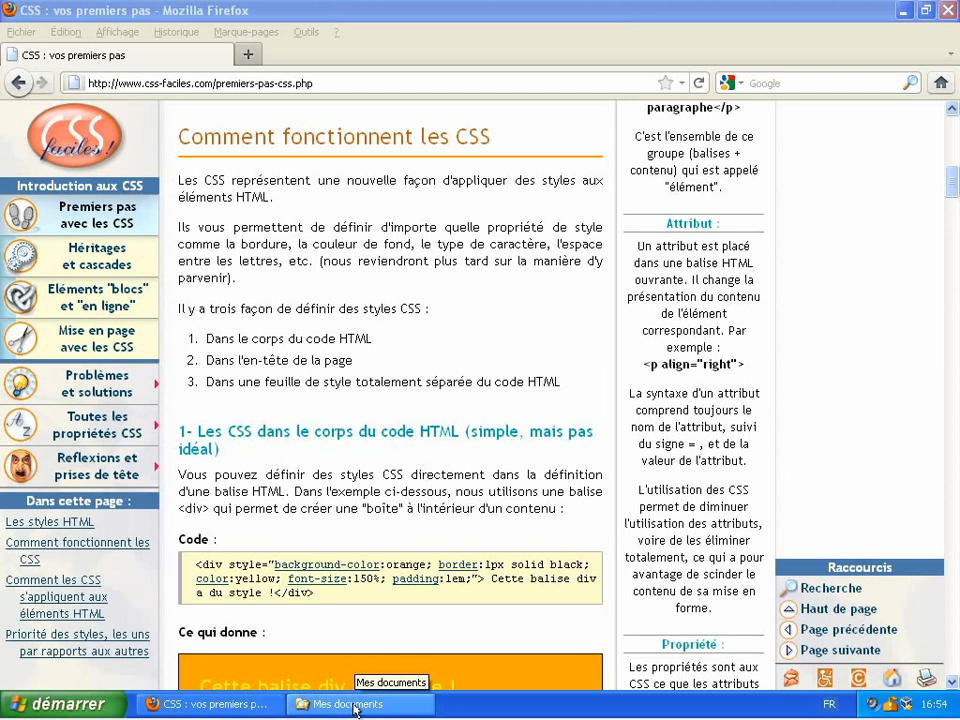 CSS : vos premiers pas - Mozilla Firefox
Fichier Édition Affichage Historique Marque-pages Outils ?
CSS : vos premiers pas
http://www.css-faciles.com/premiers-pas-css.php
Google
CSS
faciles !
Introduction aux CSS
Premiers pas
avec les CSS
Héritages
et cascades
Eléments "blocs"
et "en ligne"
Mise en page
avec les CSS
Problèmes
et solutions
Toutes les
propriétés CSS
Reflexions et
prises de tête
Dans cette page :
Les styles HTML
Comment fonctionnent les
CSS
Comment les CSS
s'appliquent aux
éléments HTML
Priorité des styles, les uns
par rapports aux autres
Comment fonctionnent les CSS
Les CSS représentent une nouvelle façon d'appliquer des styles aux
éléments HTML.
Ils vous permettent de définir d'importe quelle propriété de style
comme la bordure, la couleur de fond, le type de caractère, l'espace
entre les lettres, etc. (nous reviendront plus tard sur la manière d'y
parvenir).
Il y a trois façon de définir des styles CSS :
1. Dans le corps du code HTML
2. Dans l'en-tête de la page
3. Dans une feuille de style totalement séparée du code HTML
1- Les CSS dans le corps du code HTML (simple, mais pas
idéal)
Vous pouvez définir des styles CSS directement dans la définition
d'une balise HTML. Dans l'exemple ci-dessous, nous utilisons une balise
<div> qui permet de créer une "boîte" à l'intérieur d'un contenu :
Code :
<div style="background-color:orange; border:1px solid black;
color:yellow; font-size:150%; padding:1em;"> Cette balise div
a du style !</div>
Ce qui donne :
Cette balise div
paragraphe</p>
C'est l'ensemble de ce
groupe (balises +
contenu) qui est appelé
"élément".
Attribut :
Un attribut est placé
dans une balise HTML
ouvrante. Il change la
présentation du contenu
de l'élément
correspondant. Par
exemple :
<p align="right">
La syntaxe d'un attribut
comprend toujours le
nom de l'attribut, suivi
du signe = , et de la
valeur de l'attribut.
L'utilisation des CSS
permet de diminuer
l'utilisation des attributs,
voire de les éliminer
totalement, ce qui a pour
avantage de scinder le
contenu de sa mise en
forme.
Propriété :
Les propriétés sont aux
CSS ce que les attributs
Raccourcis
Recherche
Haut de page
Page précédente
Page suivante
Mes documents
démarrer
CSS : vos premiers p...
Mes documents
FR
16:54